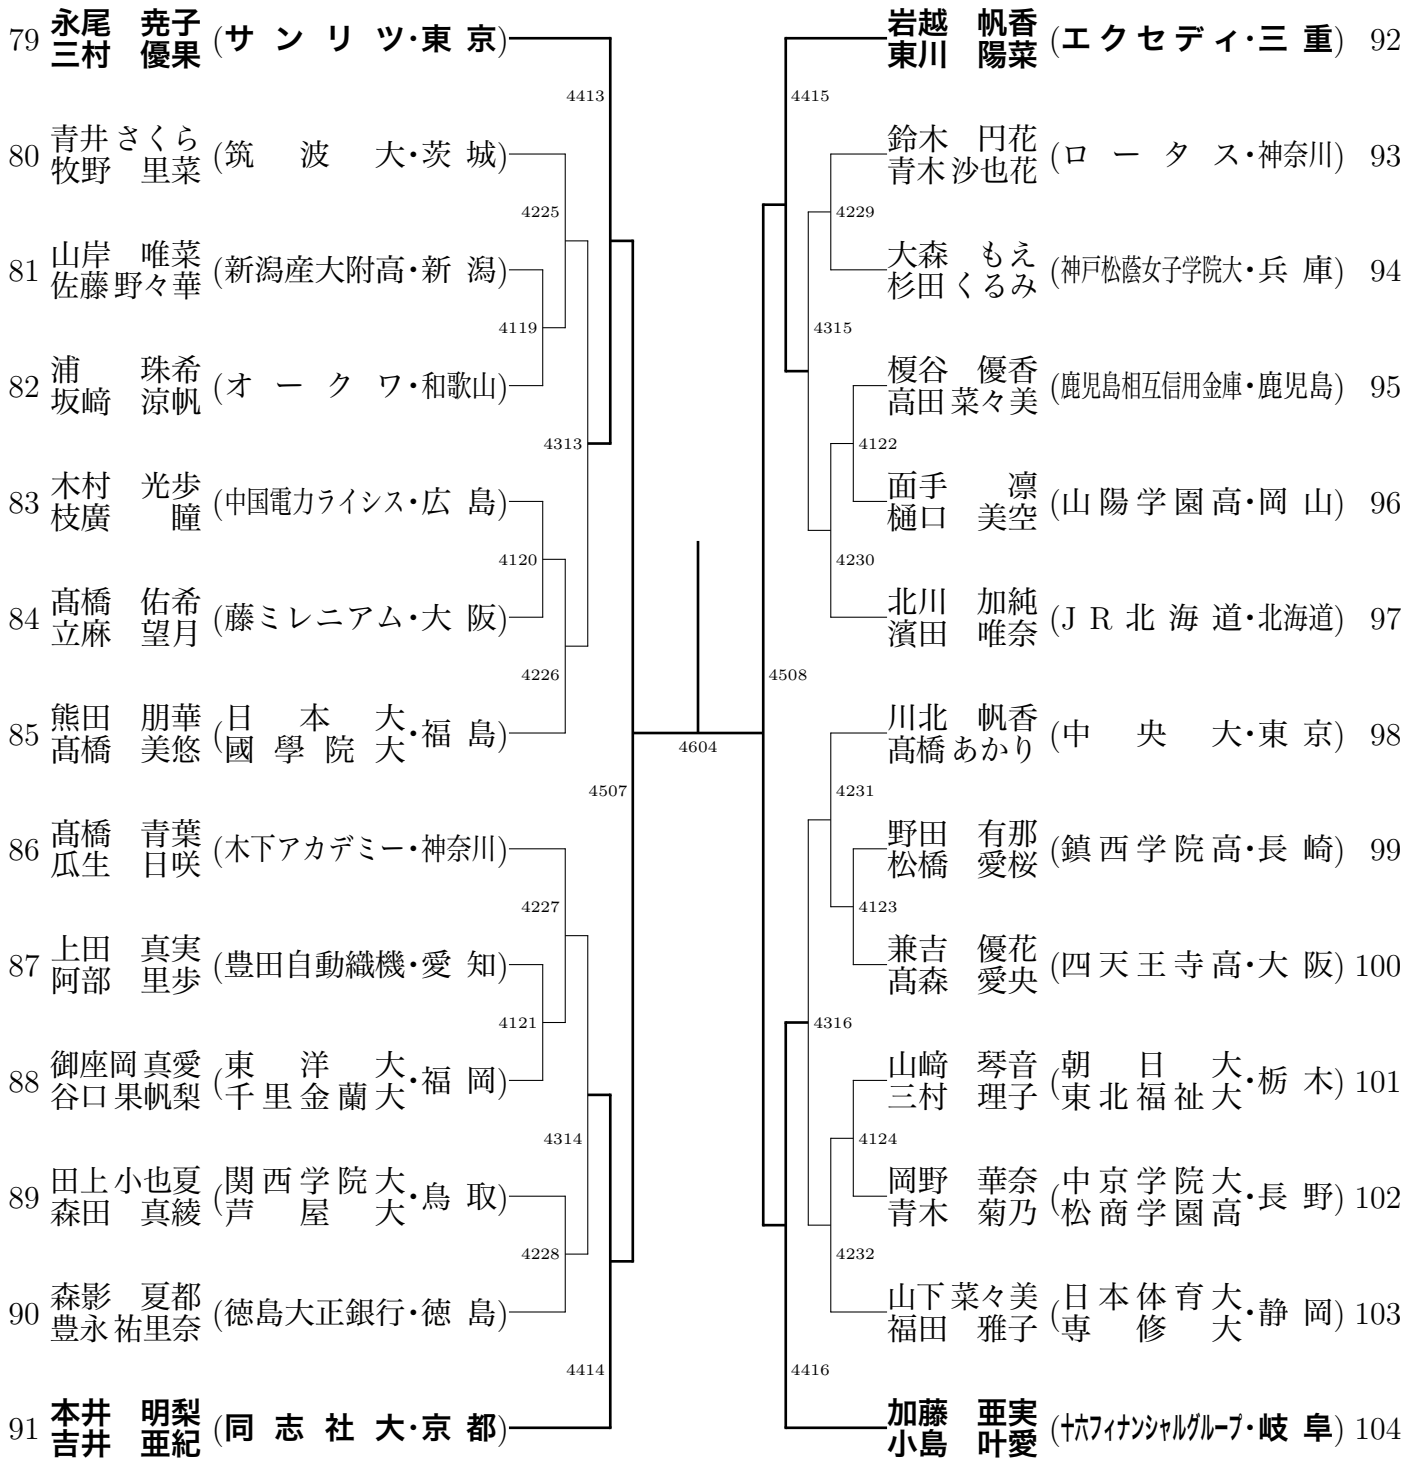 79 永尾 尭子 三村 優果 (サンリツ・東京)
4413
80 青井 さくら 牧野 里菜 (筑波大・茨城)
4225
81 山岸 唯菜 佐藤 野々華 (新潟産大附高・新潟)
4119
82 浦 珠希 坂﨑 涼帆 (オークワ・和歌山)
4313
83 木村 光歩 枝廣 瞳 (中国電力ライシス・広島)
4120
84 髙橋 佑希 立麻 望月 (藤ミレニアム・大阪)
4226
85 熊田 朋華 髙橋 美悠 (日本大 國學院大・福島)
4507
86 髙橋 青葉 瓜生 日咲 (木下アカデミー・神奈川)
4227
87 上田 真実 阿部 里歩 (豊田自動織機・愛知)
4121
88 御座岡 真愛 谷口 果帆梨 (東洋大 千里金蘭大・福岡)
4314
89 田上 小也夏 森田 真綾 (関西学院大 芦屋大・鳥取)
4228
90 森影 夏都 豊永 祐里奈 (徳島大正銀行・徳島)
4414
91 本井 明梨 吉井 亜紀 (同志社大・京都)
4604
岩越 帆香 東川 陽菜 (エクセディ・三重) 92
4415
鈴木 円花 青木 沙也花 (ロータス・神奈川) 93
4229
大森 もえ 杉田 くるみ (神戸松蔭女子学院大・兵庫) 94
4315
榎谷 優香 高田 菜々美 (鹿児島相互信用金庫・鹿児島) 95
4122
面手 凛 樋口 美空 (山陽学園高・岡山) 96
4230
北川 加純 濱田 唯奈 (JR北海道・北海道) 97
4508
川北 帆香 髙橋 あかり (中央大・東京) 98
4231
野田 有那 松橋 愛桜 (鎮西学院高・長崎) 99
4123
兼吉 優花 髙森 愛央 (四天王寺高・大阪) 100
4316
山﨑 琴音 三村 理子 (朝日大 東北福祉大・栃木) 101
4124
岡野 華奈 青木 菊乃 (中京学院大 松商学園高・長野) 102
4232
山下 菜々美 福田 雅子 (日本体育大 専修大・静岡) 103
4416
加藤 亜実 小島 叶愛 (十六フィナンシャルグループ・岐阜) 104